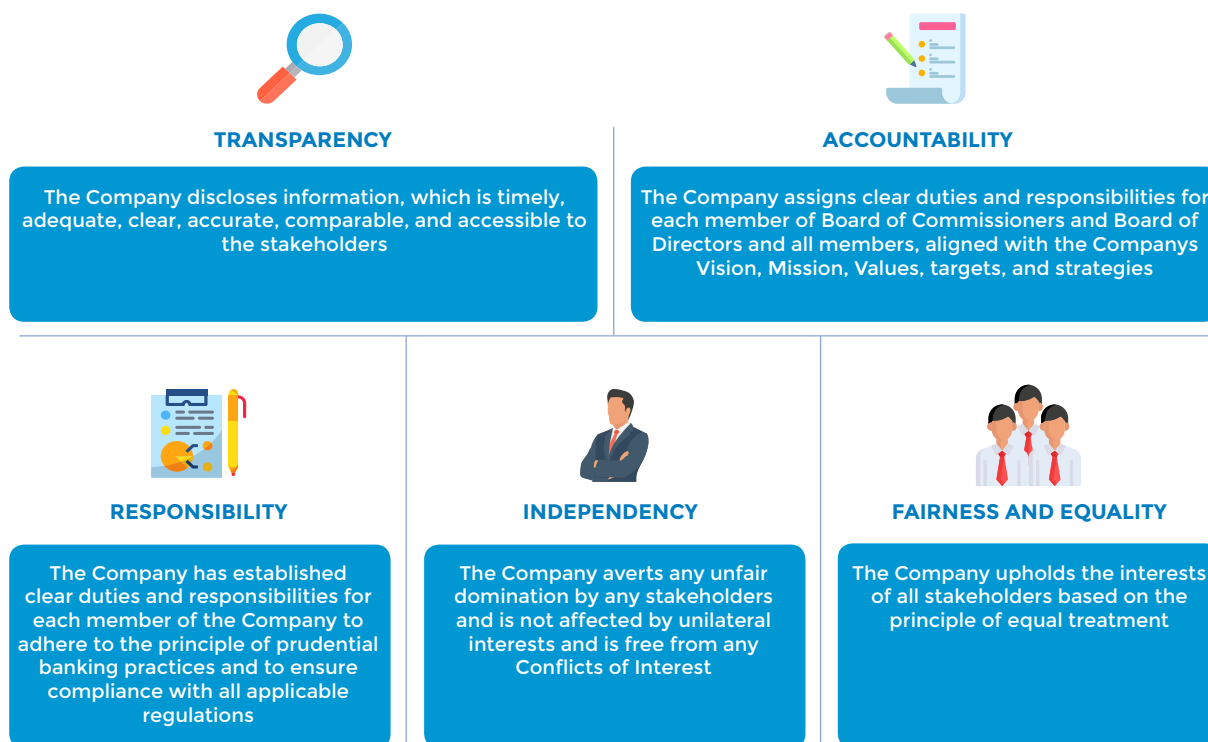 TRANSPARENCY
The Company discloses information, which is timely,
adequate, clear, accurate, comparable, and accessible to
the stakeholders
ACCOUNTABILITY
The Company assigns clear duties and responsibilities for
each member of Board of Commissioners and Board of
Directors and all members, aligned with the Companys
Vision, Mission, Values, targets, and strategies
RESPONSIBILITY
The Company has established
clear duties and responsibilities for
each member of the Company to
adhere to the principle of prudential
banking practices and to ensure
compliance with all applicable
regulations
INDEPENDENCY
The Company averts any unfair
domination by any stakeholders
and is not affected by unilateral
interests and is free from any
Conflicts of Interest
FAIRNESS AND EQUALITY
The Company upholds the interests
of all stakeholders based on the
principle of equal treatment